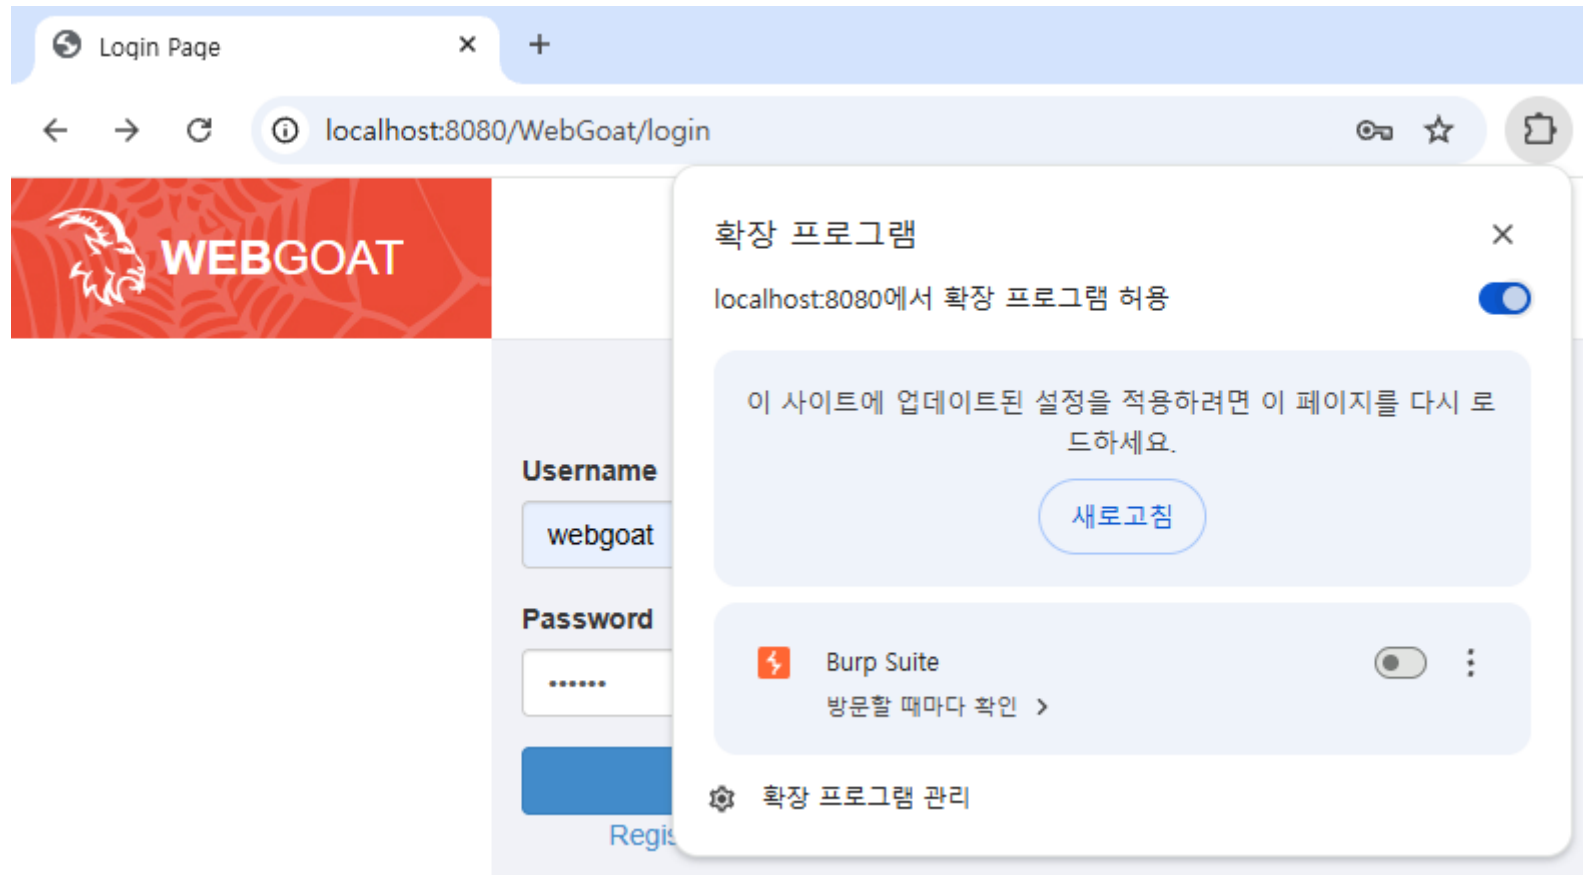 Login Page
localhost:8080/WebGoat/login
WEBGOAT
확장 프로그램
localhost:8080에서 확장 프로그램 허용
이 사이트에 업데이트된 설정을 적용하려면 이 페이지를 다시 로
드하세요.
새로고침
Username
webgoat
Password
••••••
Burp Suite
방문할 때마다 확인
확장 프로그램 관리
Regis